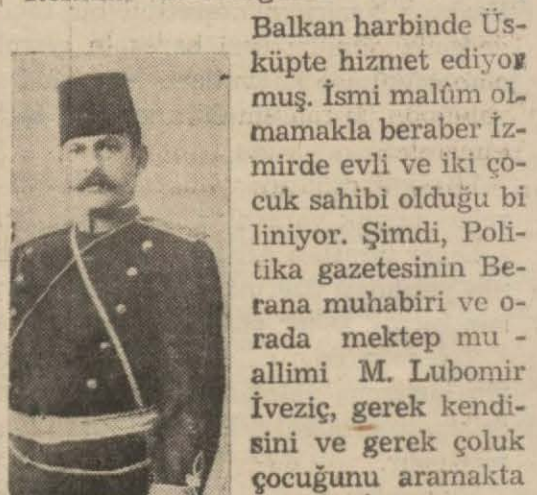 Balkan harbinde Üs-
küpte hizmet ediyor
muş. İsmi malûm ol-
mamakla beraber İz-
mirde evli ve iki ço-
cuk sahibi olduğu bi
liniyor. Şimdi, Poli-
tika gazetesinin Be-
rana muhabiri ve o-
rada mektep mu -
allimi M. Lubomir
İveziç, gerek kendi-
sini ve gerek çoluk
çocuğunu aramakta